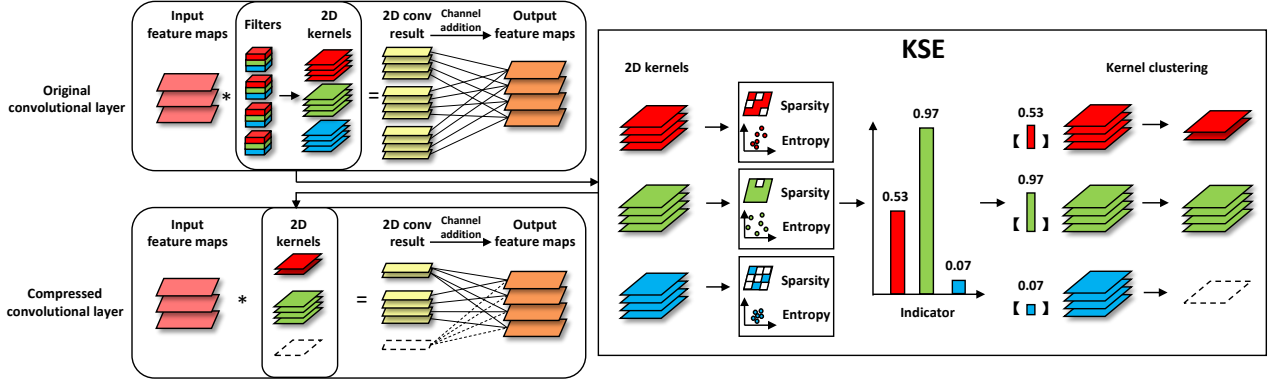 Input
feature maps
Filters
2D
kernels
2D conv
result
Channel
addition
Output
feature maps
Original
convolutional layer
*
=
Input
feature maps
2D
kernels
2D conv
result
Channel
addition
Output
feature maps
Compressed
convolutional layer
*
=
KSE
2D kernels
Kernel clustering
Sparsity
Entropy
Sparsity
Entropy
Sparsity
Entropy
0.53
0.97
0.07
Indicator
0.53
【 】
0.97
【 】
0.07
【 】